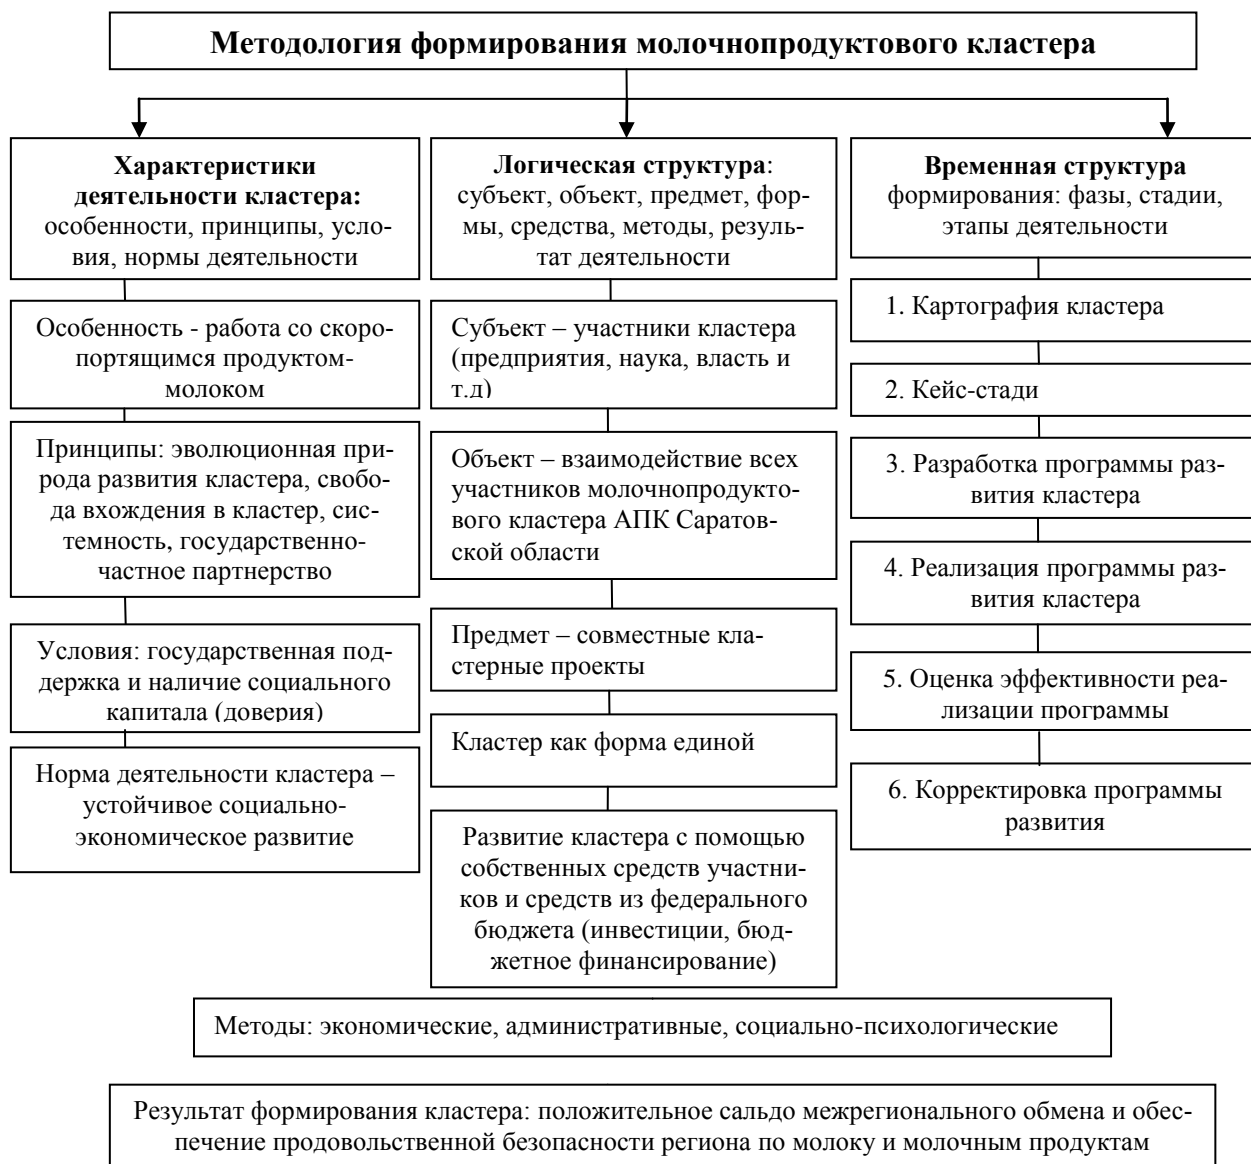 Методология формирования молочнопродуктового кластера
Характеристики
деятельности кластера:
особенности, принципы, усло-
вия, нормы деятельности
Особенность - работа со скоро-
портящимся продуктом-
молоком
Принципы: эволюционная при-
рода развития кластера, свобо-
да вхождения в кластер, сис-
темность, государственно-
частное партнерство
Условия: государственная под-
держка и наличие социального
капитала (доверия)
Норма деятельности кластера –
устойчивое социально-
экономическое развитие
Логическая структура:
субъект, объект, предмет, фор-
мы, средства, методы, резуль-
тат деятельности
Субъект – участники кластера
(предприятия, наука, власть и
т.д)
Объект – взаимодействие всех
участников молочнопродукто-
вого кластера АПК Саратов-
ской области
Предмет – совместные кла-
стерные проекты
Кластер как форма единой
Развитие кластера с помощью
собственных средств участни-
ков и средств из федерального
бюджета (инвестиции, бюд-
жетное финансирование)
Временная структура
формирования: фазы, стадии,
этапы деятельности
1. Картография кластера
2. Кейс-стади
3. Разработка программы раз-
вития кластера
4. Реализация программы раз-
вития кластера
5. Оценка эффективности реа-
лизации программы
6. Корректировка программы
развития
Методы: экономические, административные, социально-психологические
Результат формирования кластера: положительное сальдо межрегионального обмена и обес-
печение продовольственной безопасности региона по молоку и молочным продуктам